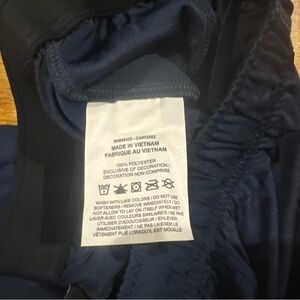 MADE IN VIETNAM
FABRIQUE AU VIETNAM
100% POLYESTER
EXCLUSIVE OF DECORATION /
DECORATION NON COMPRISE
WASH WITH LIKE COLORS / DO NOT USE
SOFTENERS / REMOVE IMMEDIATELY / DO
NOT ALLOW TO LAY ON ITSELF WHEN WET
LAVER AVEC COULEURS SIMILAIRES / NE PAS
UTILISER D'ADOUCISSEUR / ENLEVER
IMMEDIATEMENT / NE PAS LAISSER LE
VÊTEMENT PLIÉ LORSQU'IL EST MOUILLÉ